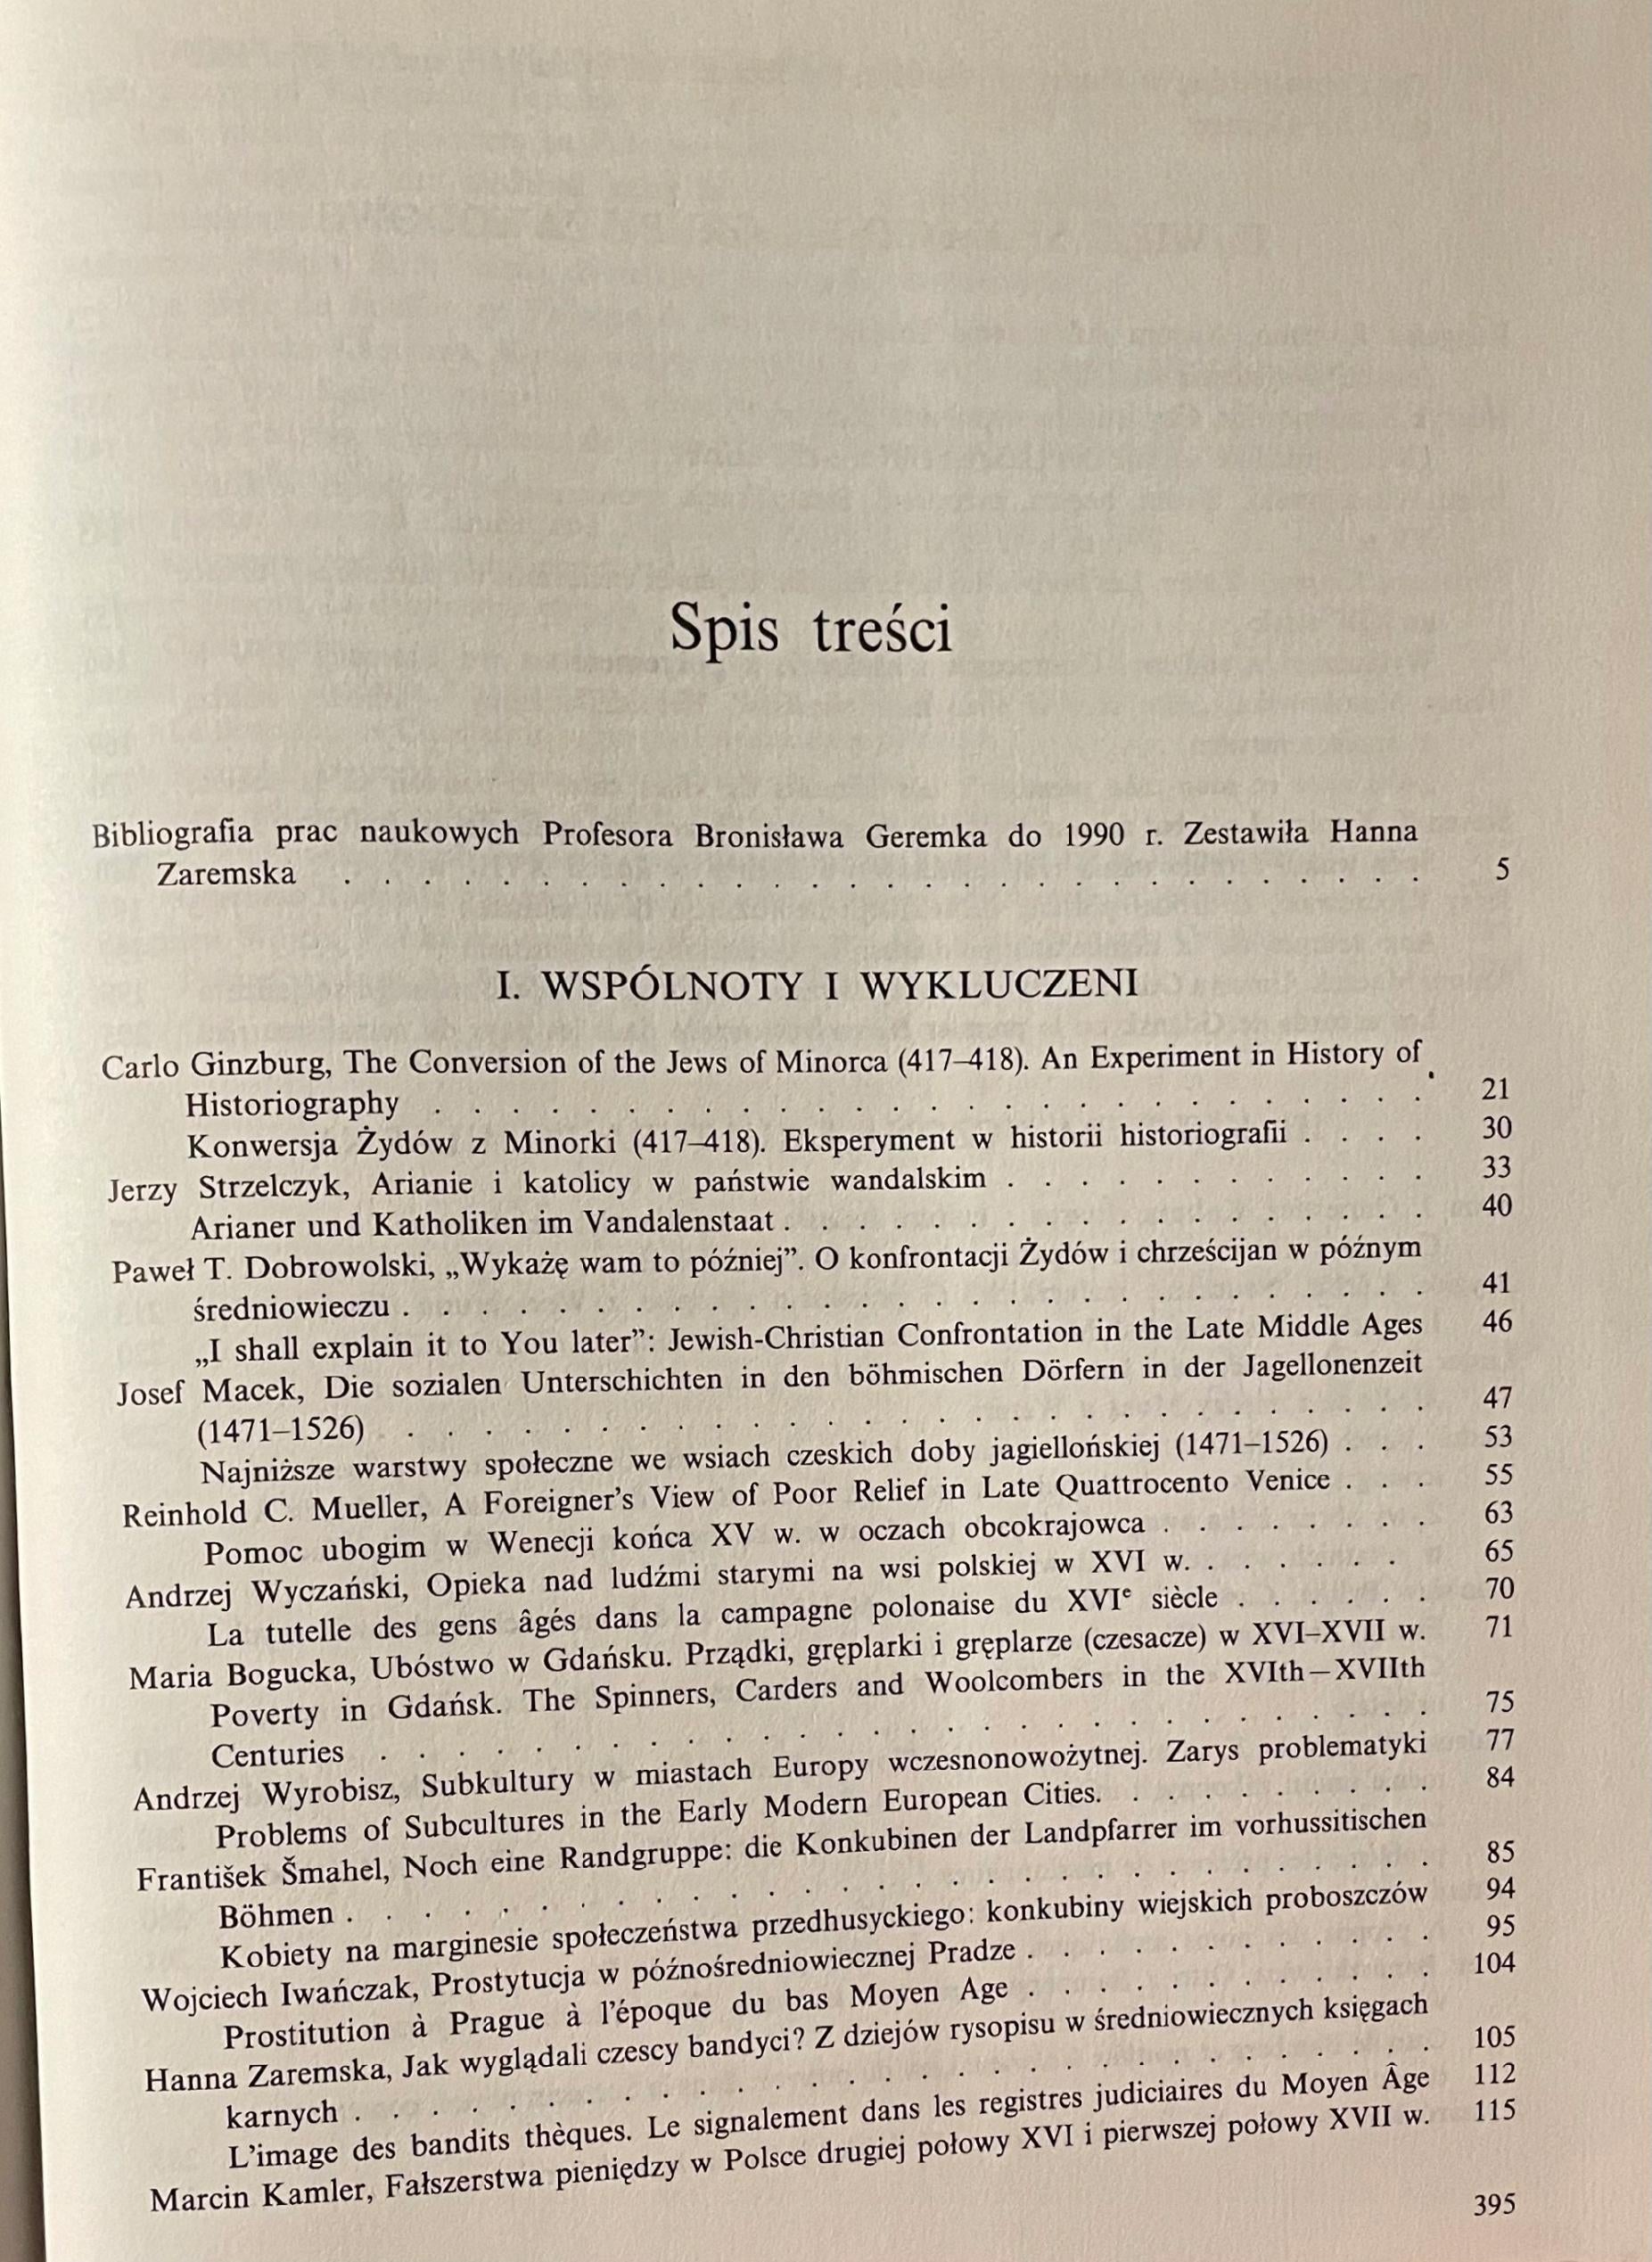 Spis treści
Bibliografia prac naukowych Profesora Bronisława Geremka do 1990 r. Zestawiła Hanna
Zaremska . . . . . . . . . . . . . . . . . . . . . . . . . . . . . 5
I. WSPÓLNOTY I WYKLUCZENI
Carlo Ginzburg, The Conversion of the Jews of Minorca (417–418). An Experiment in History of
Historiography . . . . . . . . . . . . . . . . . . . . . . . . . . 21
Konwersja Żydów z Minorki (417–418). Eksperyment w historii historiografii . . . . 30
Jerzy Strzelczyk, Arianie i katolicy w państwie wandalskim . . . . . . . . . . . . 33
Arianer und Katholiken im Vandalenstaat . . . . . . . . . . . . . . . . . . 40
Paweł T. Dobrowolski, „Wykażę wam to później”. O konfrontacji Żydów i chrześcijan w późnym
średniowieczu . . . . . . . . . . . . . . . . . . . . . . . . . . . 41
„I shall explain it to You later”: Jewish-Christian Confrontation in the Late Middle Ages 46
Josef Macek, Die sozialen Unterschichten in den böhmischen Dörfern in der Jagellonenzeit
(1471–1526) . . . . . . . . . . . . . . . . . . . . . . . . . . . 47
Najniższe warstwy społeczne we wsiach czeskich doby jagiellońskiej (1471–1526) . . . 53
Reinhold C. Mueller, A Foreigner's View of Poor Relief in Late Quattrocento Venice . . . 55
Pomoc ubogim w Wenecji końca XV w. w oczach obcokrajowca . . . . . . . . 63
Andrzej Wyczański, Opieka nad ludźmi starymi na wsi polskiej w XVI w. . . . . . . 65
La tutelle des gens âgés dans la campagne polonaise du XVIe siècle . . . . . . 70
Maria Bogucka, Ubóstwo w Gdańsku. Prządki, gręplarki i gręplarze (czesacze) w XVI–XVII w. 71
Poverty in Gdańsk. The Spinners, Carders and Woolcombers in the XVIth—XVIIth
Centuries . . . . . . . . . . . . . . . . . . . . . . . . . . . . 75
Andrzej Wyrobisz, Subkultury w miastach Europy wczesnonowożytnej. Zarys problematyki 77
Problems of Subcultures in the Early Modern European Cities. . . . . . . . . . 84
František Šmahel, Noch eine Randgruppe: die Konkubinen der Landpfarrer im vorhussitischen
Böhmen . . . . . . . . . . . . . . . . . . . . . . . . . . . . . 85
Kobiety na marginesie społeczeństwa przedhusyckiego: konkubiny wiejskich proboszczów 94
Wojciech Iwańczak, Prostytucja w późnośredniowiecznej Pradze . . . . . . . . . . . 95
Prostitution à Prague à l'époque du bas Moyen Age . . . . . . . . . . . 104
Hanna Zaremska, Jak wyglądali czescy bandyci? Z dziejów rysopisu w średniowiecznych księgach
karnych . . . . . . . . . . . . . . . . . . . . . . . . . . . . . 105
L'image des bandits thèques. Le signalement dans les registres judiciaires du Moyen Âge 112
Marcin Kamler, Fałszerstwa pieniędzy w Polsce drugiej połowy XVI i pierwszej połowy XVII w. 115
395